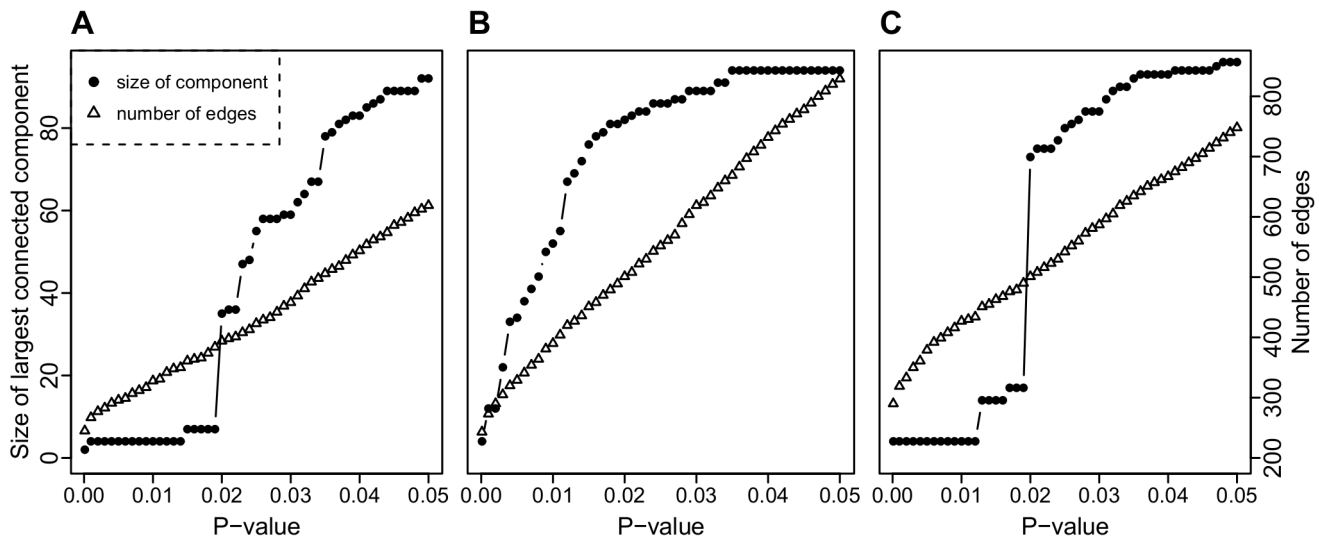 A
B
C
size of component
number of edges
Size of largest connected component
0
20
40
60
80
0.00 0.01 0.02 0.03 0.04 0.05
P−value
0.00 0.01 0.02 0.03 0.04 0.05
P−value
0.00 0.01 0.02 0.03 0.04 0.05
P−value
200
300
400
500
600
700
800
Number of edges